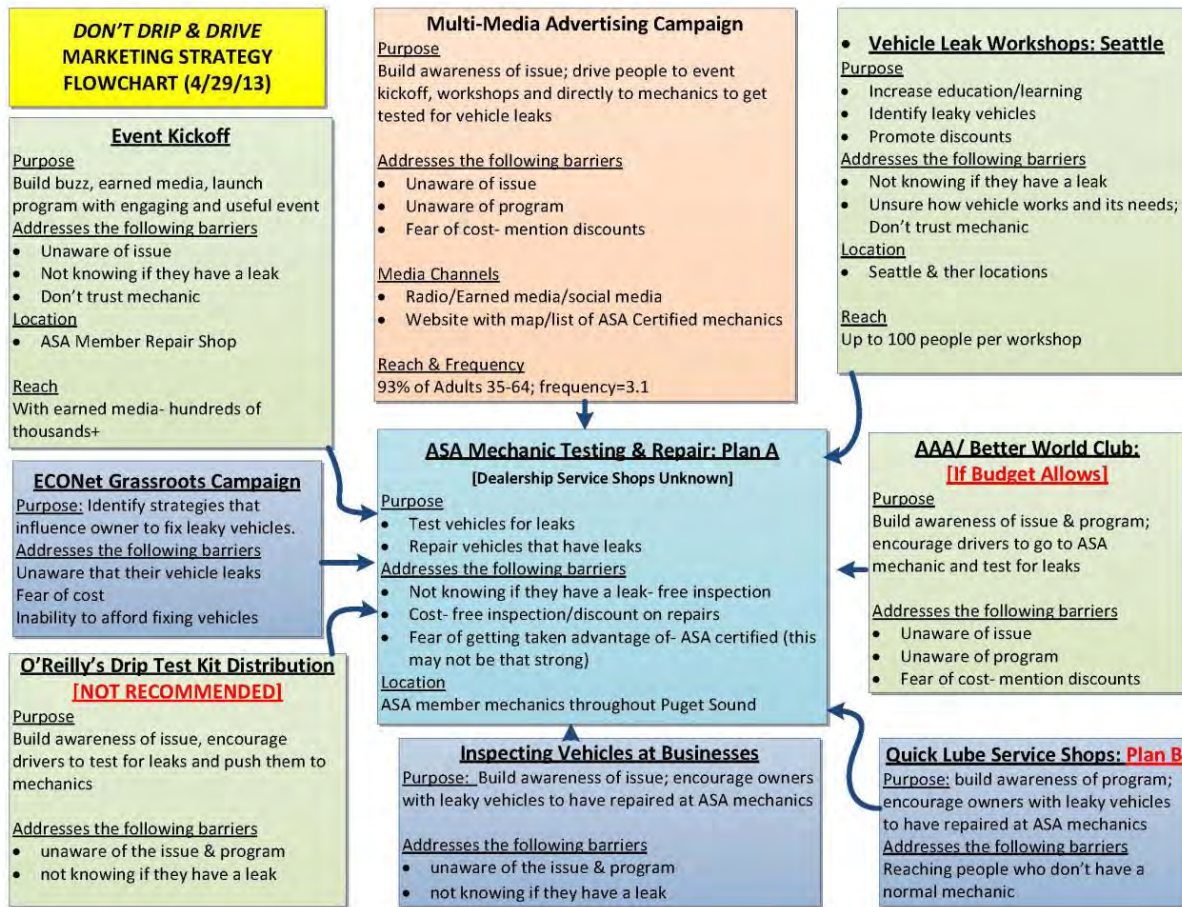 DON'T DRIP & DRIVE
MARKETING STRATEGY
FLOWCHART (4/29/13)
Event Kickoff
Purpose
Build buzz, earned media, launch
program with engaging and useful event
Addresses the following barriers
• Unaware of issue
• Not knowing if they have a leak
• Don't trust mechanic
Location
• ASA Member Repair Shop
Reach
With earned media- hundreds of
thousands+
Multi-Media Advertising Campaign
Purpose
Build awareness of issue; drive people to event
kickoff, workshops and directly to mechanics to get
tested for vehicle leaks
Addresses the following barriers
• Unaware of issue
• Unaware of program
• Fear of cost- mention discounts
Media Channels
• Radio/Earned media/social media
• Website with map/list of ASA Certified mechanics
Reach & Frequency
93% of Adults 35-64; frequency=3.1
• Vehicle Leak Workshops: Seattle
Purpose
• Increase education/learning
• Identify leaky vehicles
• Promote discounts
Addresses the following barriers
• Not knowing if they have a leak
• Unsure how vehicle works and its needs;
Don't trust mechanic
Location
• Seattle & ther locations
Reach
Up to 100 people per workshop
ECONet Grassroots Campaign
Purpose: Identify strategies that
influence owner to fix leaky vehicles.
Addresses the following barriers
Unaware that their vehicle leaks
Fear of cost
Inability to afford fixing vehicles
ASA Mechanic Testing & Repair: Plan A
[Dealership Service Shops Unknown]
Purpose
• Test vehicles for leaks
• Repair vehicles that have leaks
Addresses the following barriers
• Not knowing if they have a leak- free inspection
• Cost- free inspection/discount on repairs
• Fear of getting taken advantage of- ASA certified (this
may not be that strong)
Location
ASA member mechanics throughout Puget Sound
AAA/ Better World Club:
[If Budget Allows]
Purpose
Build awareness of issue & program;
encourage drivers to go to ASA
mechanic and test for leaks
Addresses the following barriers
• Unaware of issue
• Unaware of program
• Fear of cost- mention discounts
O'Reilly's Drip Test Kit Distribution
[NOT RECOMMENDED]
Purpose
Build awareness of issue, encourage
drivers to test for leaks and push them to
mechanics
Addresses the following barriers
• unaware of the issue & program
• not knowing if they have a leak
Inspecting Vehicles at Businesses
Purpose: Build awareness of issue; encourage owners
with leaky vehicles to have repaired at ASA mechanics
Addresses the following barriers
• unaware of the issue & program
• not knowing if they have a leak
Quick Lube Service Shops: Plan B
Purpose: build awareness of program;
encourage owners with leaky vehicles
to have repaired at ASA mechanics
Addresses the following barriers
Reaching people who don't have a
normal mechanic